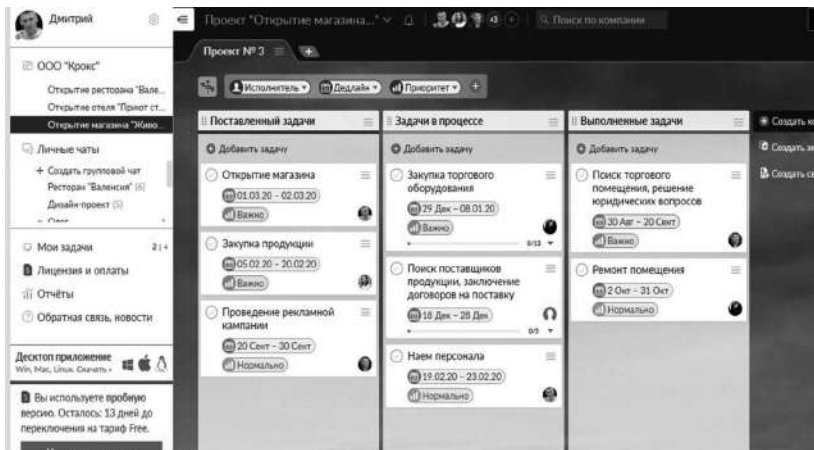 Дмитрий
Проект "Открытие магазина..."
Поиск по компании
Проект № 3
ООО "Крокс"
Открытие ресторана "Вале...
Открытие отеля "Приют ст...
Открытие магазина "Живо...
Личные чаты
+ Создать групповой чат
Ресторан "Валенсия" (6)
Дизайн-проект (5)
Мои задачи
Лицензия и оплаты
Отчёты
Обратная связь, новости
Десктоп приложение
Win, Mac, Linux. Скачать
Вы используете пробную
версию. Осталось: 13 дней до
переключения на тариф Free.
Исполнитель
Дедлайн
Приоритет
Поставленный задачи
Добавить задачу
Открытие магазина
01.03.20 - 02.03.20
Важно
Закупка продукции
05.02.20 - 20.02.20
Важно
Проведение рекламной
кампании
20 Сент - 30 Сент
Нормально
Задачи в процессе
Добавить задачу
Закупка торгового
оборудования
29 Дек - 08.01.20
Важно
0/13
Поиск поставщиков
продукции, заключение
договоров на поставку
18 Дек - 28 Дек
0/5
Наем персонала
19.02.20 - 23.02.20
Нормально
Выполненные задачи
Добавить задачу
Поиск торгового
помещения, решение
юридических вопросов
30 Авг - 20 Сент
Важно
Ремонт помещения
2 Окт - 31 Окт
Нормально
Создать
Создать
Создать